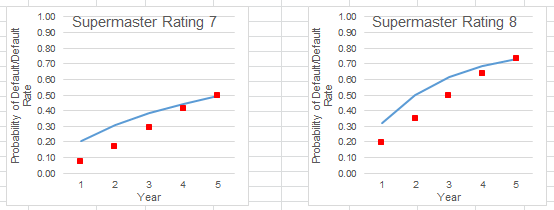 Supermaster Rating 7
Probability of Default/Default
Rate
1.00
0.90
0.80
0.70
0.60
0.50
0.40
0.30
0.20
0.10
0.00
1 2 3 4 5
Year
Supermaster Rating 8
Probability of Default/Default
Rate
1.00
0.90
0.80
0.70
0.60
0.50
0.40
0.30
0.20
0.10
0.00
1 2 3 4 5
Year